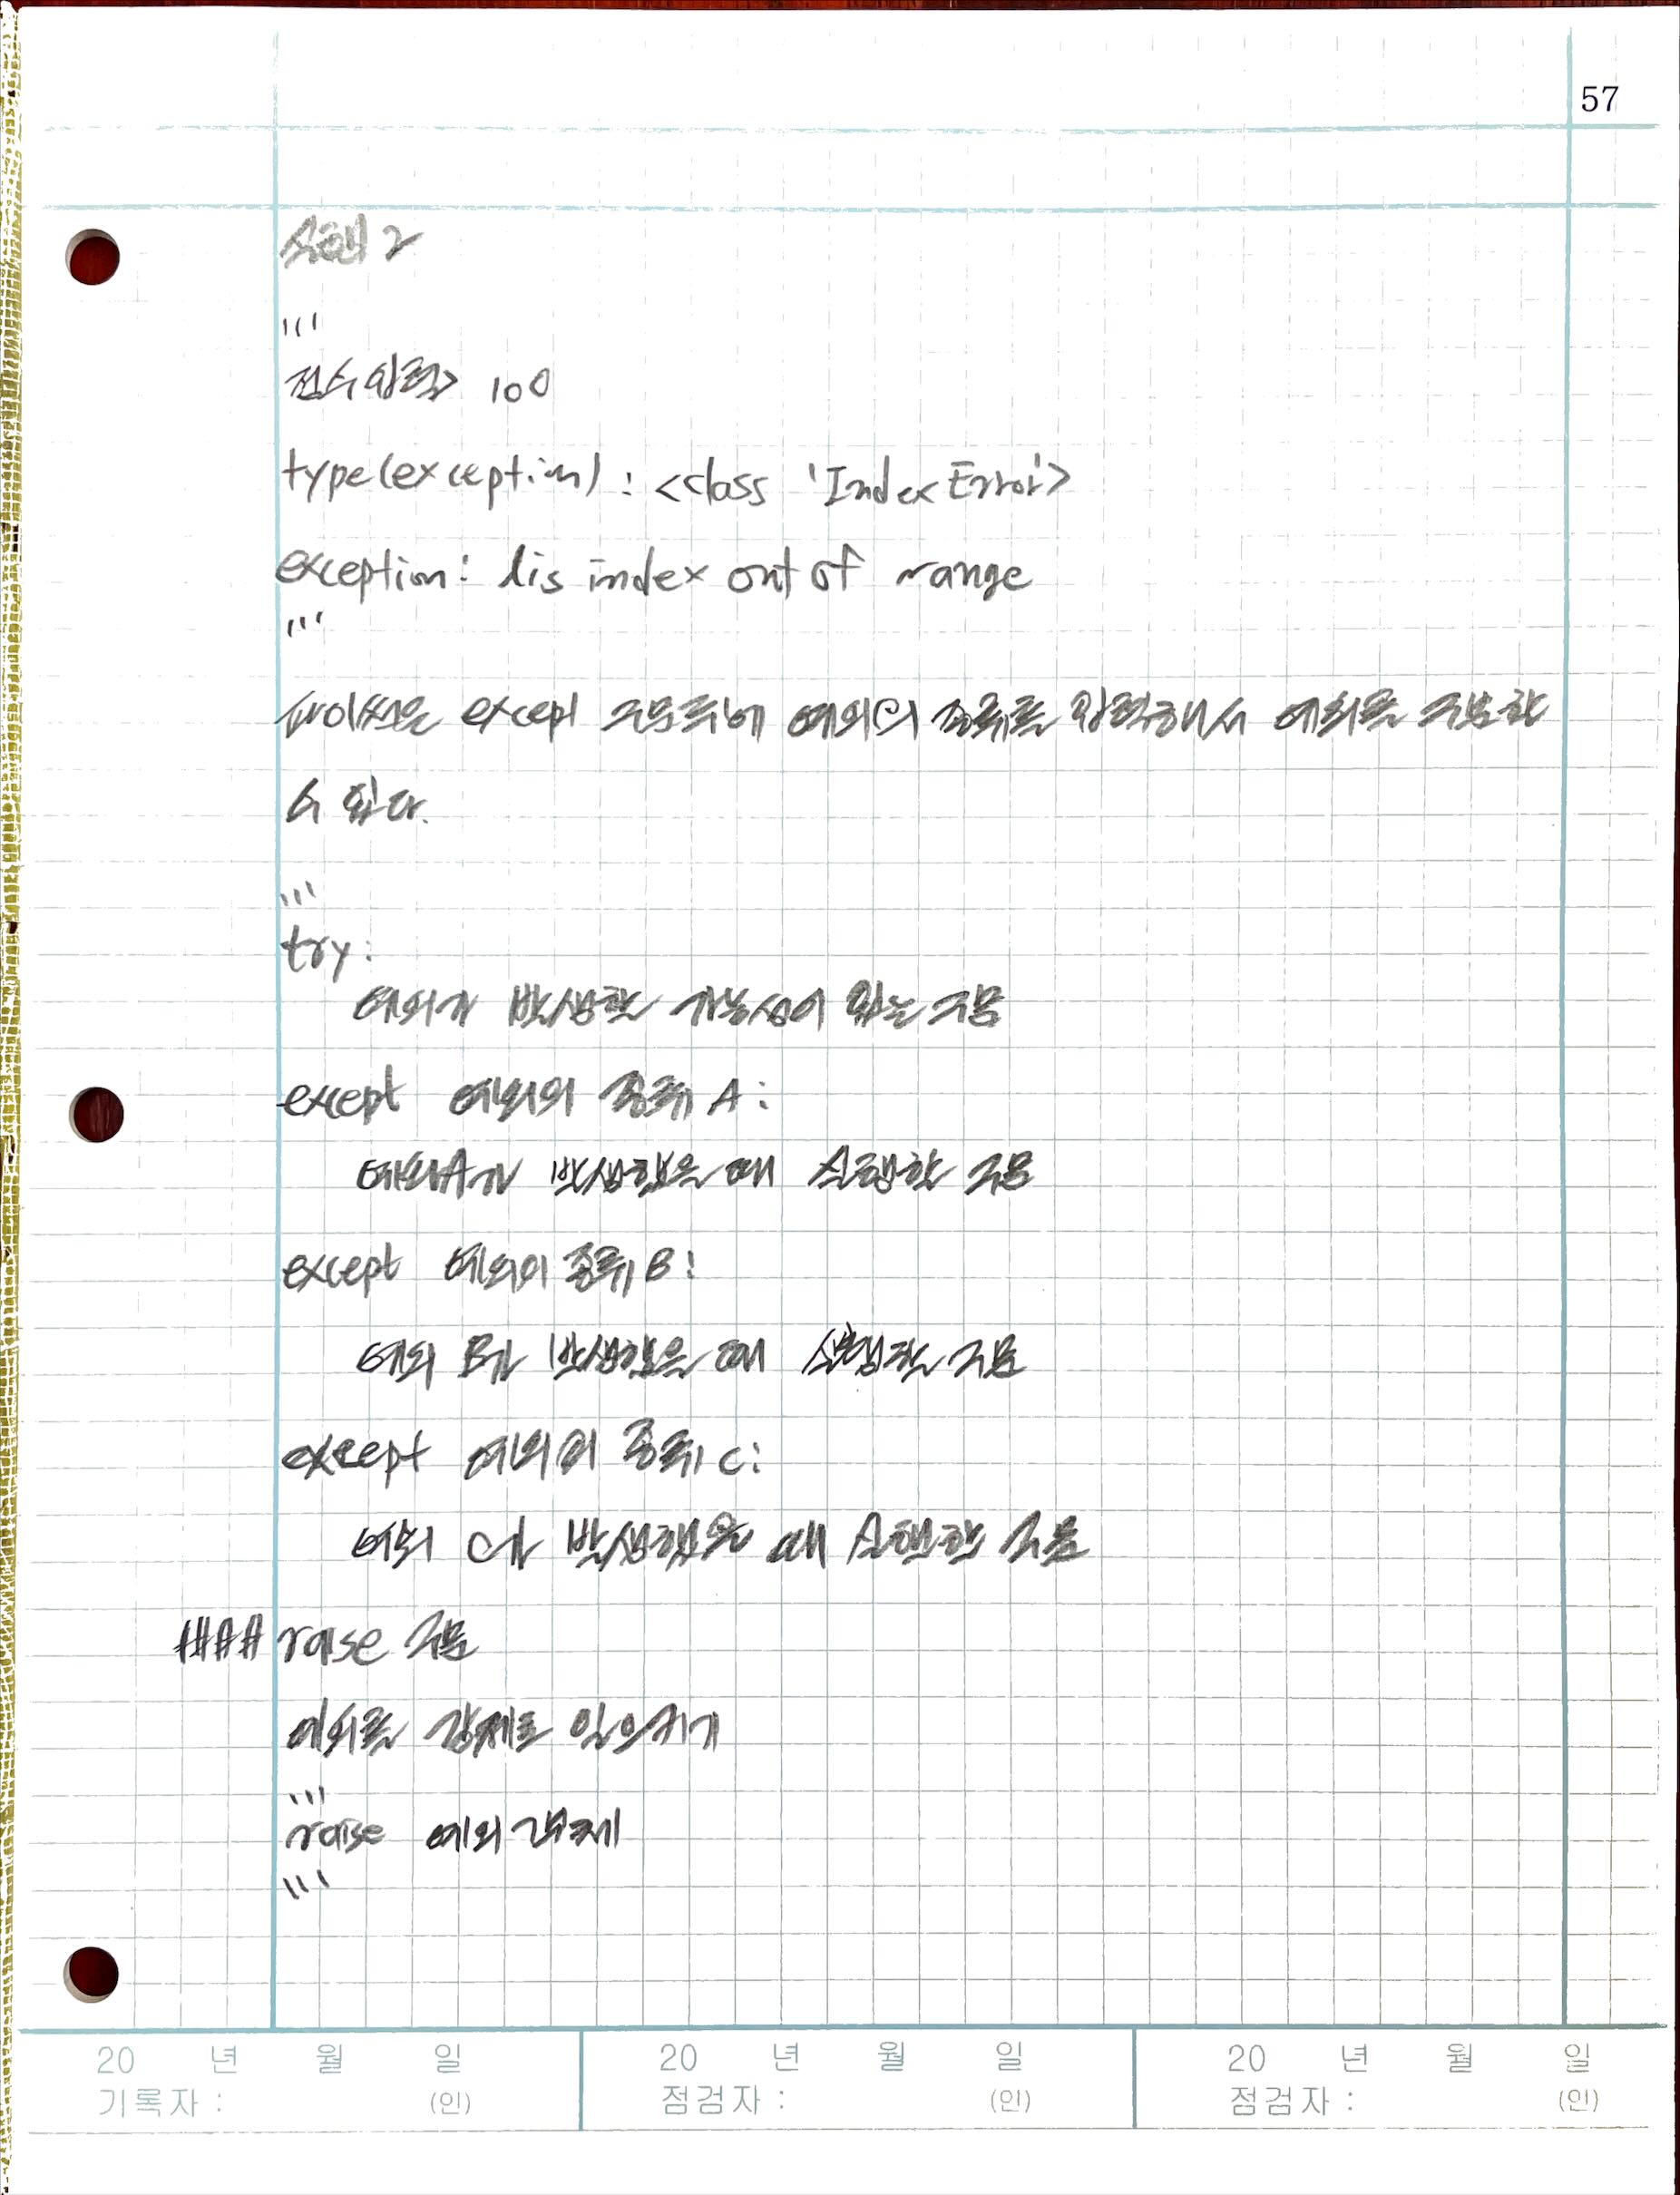 57
실행 2
'''
정수 입력> 100
type(exception) : <class 'IndexError'>
exception: lis index out of range
'''
파이썬은 except 구문 뒤에 예외의 종류를 입력해서 예외를 구분할
수 있다.
'''
try:
예외가 발생할 가능성이 있는 구문
except 예외의 종류 A:
예외A가 발생했을 때 실행할 구문
except 예외의 종류 B:
예외 B가 발생했을 때 실행할 구문
except 예외의 종류 C:
예외 C가 발생했을 때 실행할 구문
#### raise 구문
예외를 강제로 일으키기
'''
raise 예외 객체
'''
20 년 월 일 20 년 월 일 20 년 월 일
기록자 : (인) 점검자 : (인) 점검자 : (인)